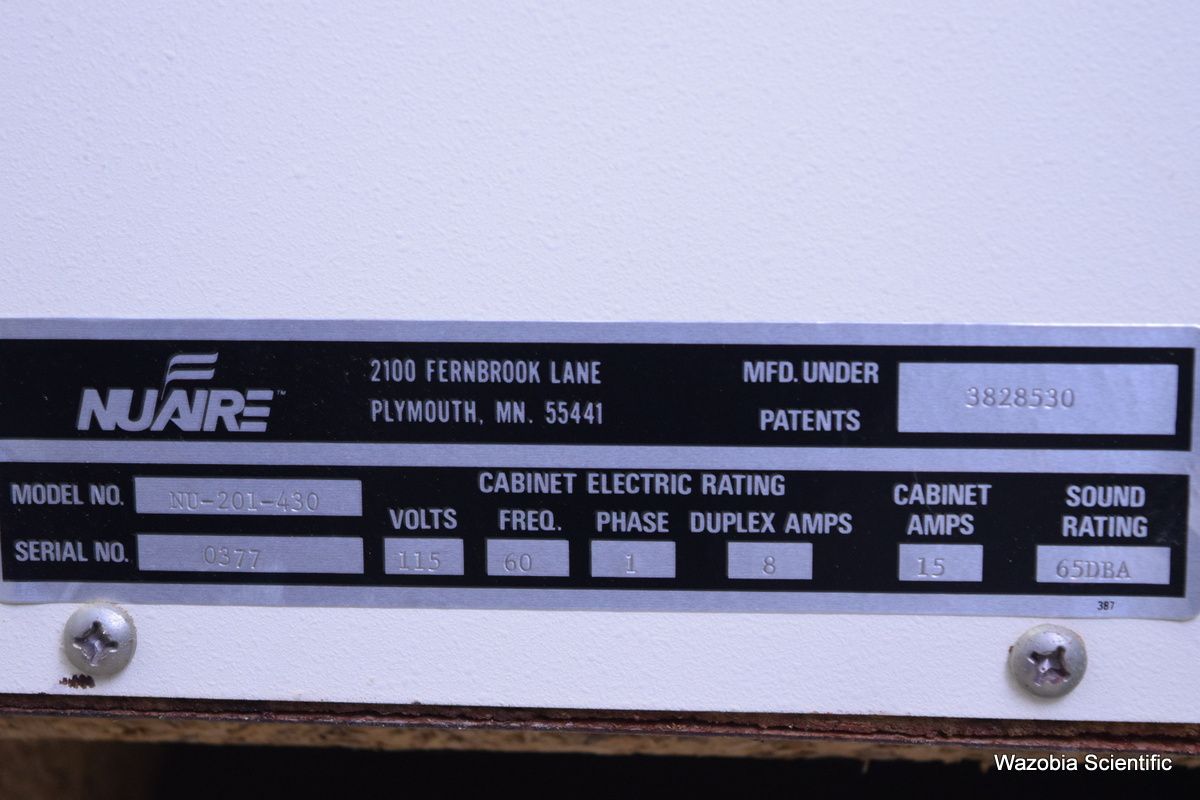 NUAIRE™
2100 FERNBROOK LANE
PLYMOUTH, MN. 55441
MFD. UNDER
PATENTS
3828530
MODEL NO. NU-201-430
SERIAL NO. 0377
CABINET ELECTRIC RATING
VOLTS FREQ. PHASE DUPLEX AMPS
115 60 1 8
CABINET
AMPS
15
SOUND
RATING
65DBA
387
Wazobia Scientific